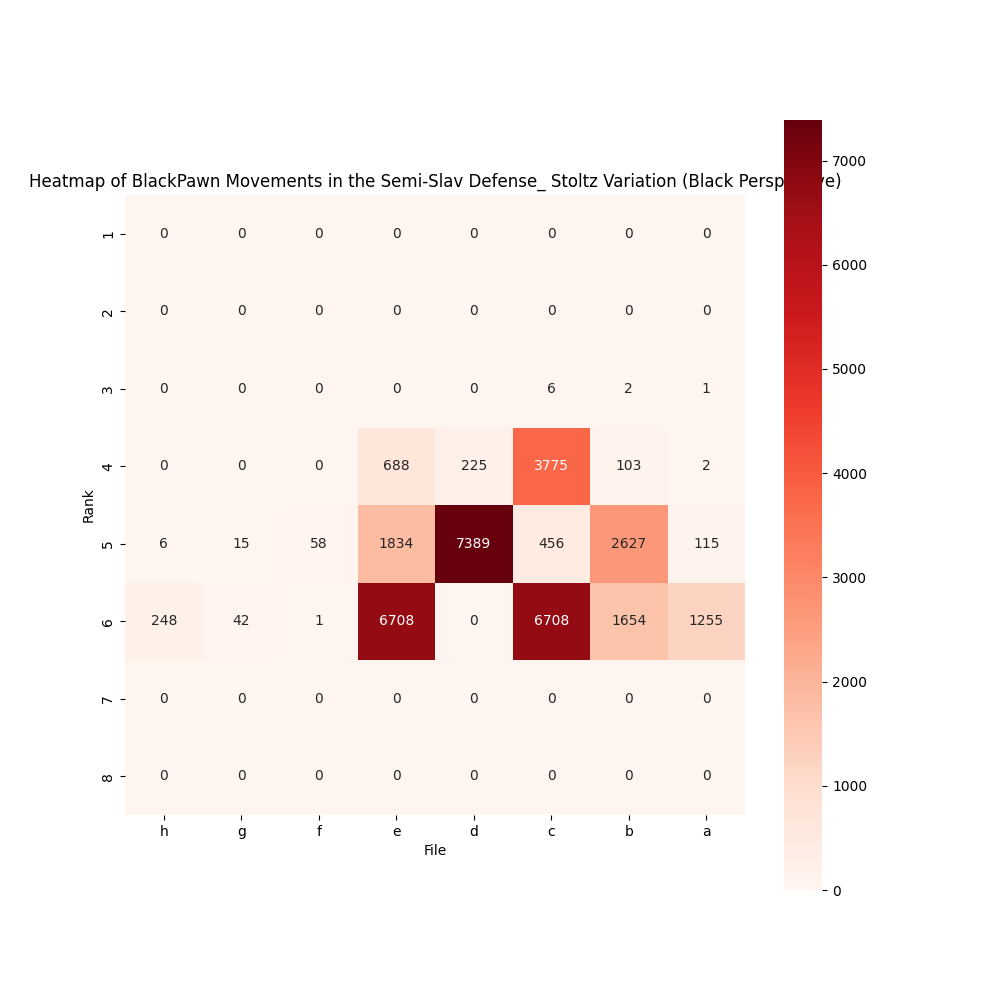 Heatmap of BlackPawn Movements in the Semi-Slav Defense_ Stoltz Variation (Black Perspective)
7000
6000
5000
4000
3000
2000
1000
0
Rank
1 0 0 0 0 0 0 0 0
2 0 0 0 0 0 0 0 0
3 0 0 0 0 0 6 2 1
4 0 0 0 688 225 3775 103 2
5 6 15 58 1834 7389 456 2627 115
6 248 42 1 6708 0 6708 1654 1255
7 0 0 0 0 0 0 0 0
8 0 0 0 0 0 0 0 0
h g f e d c b a
File